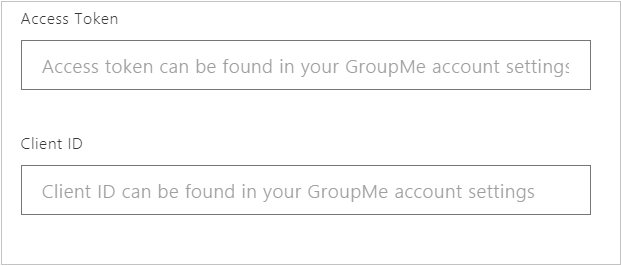 Access Token
Access token can be found in your GroupMe account settings
Client ID
Client ID can be found in your GroupMe account settings